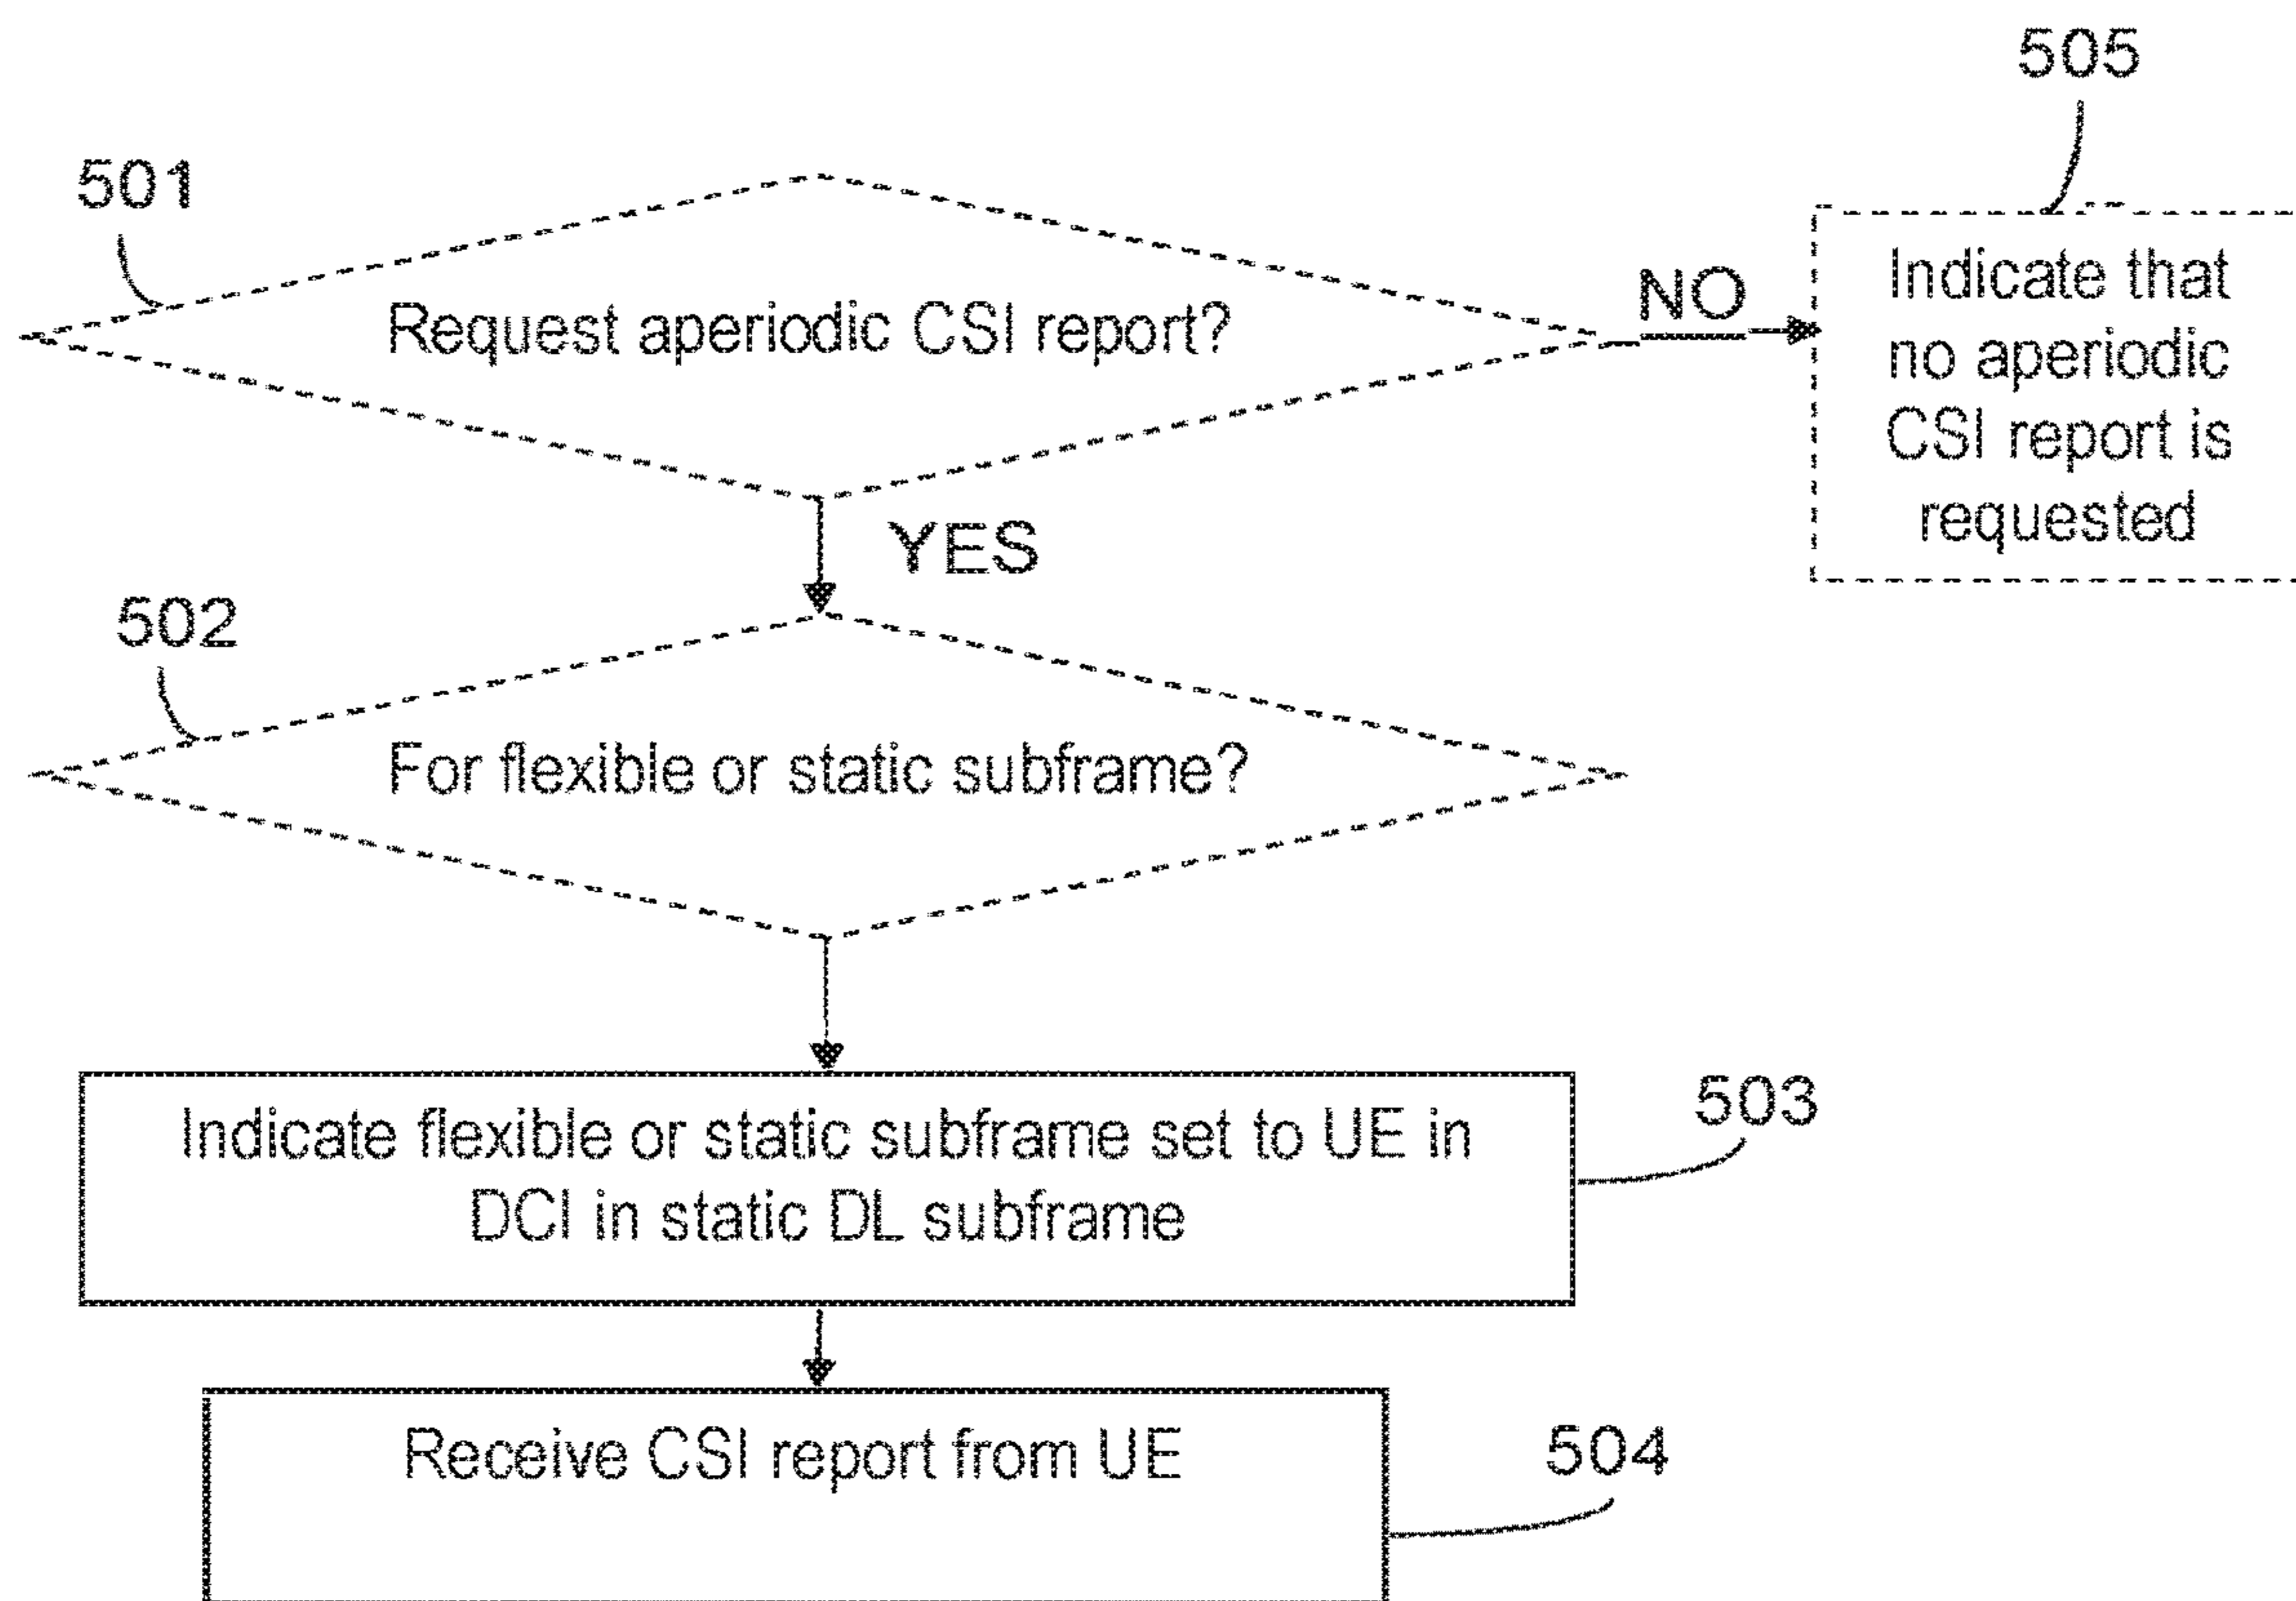 505
501
Request aperiodic CSI report?
NO
Indicate that
no aperiodic
CSI report is
requested
YES
502
For flexible or static subframe?
503
Indicate flexible or static subframe set to UE in
DCI in static DL subframe
Receive CSI report from UE
504